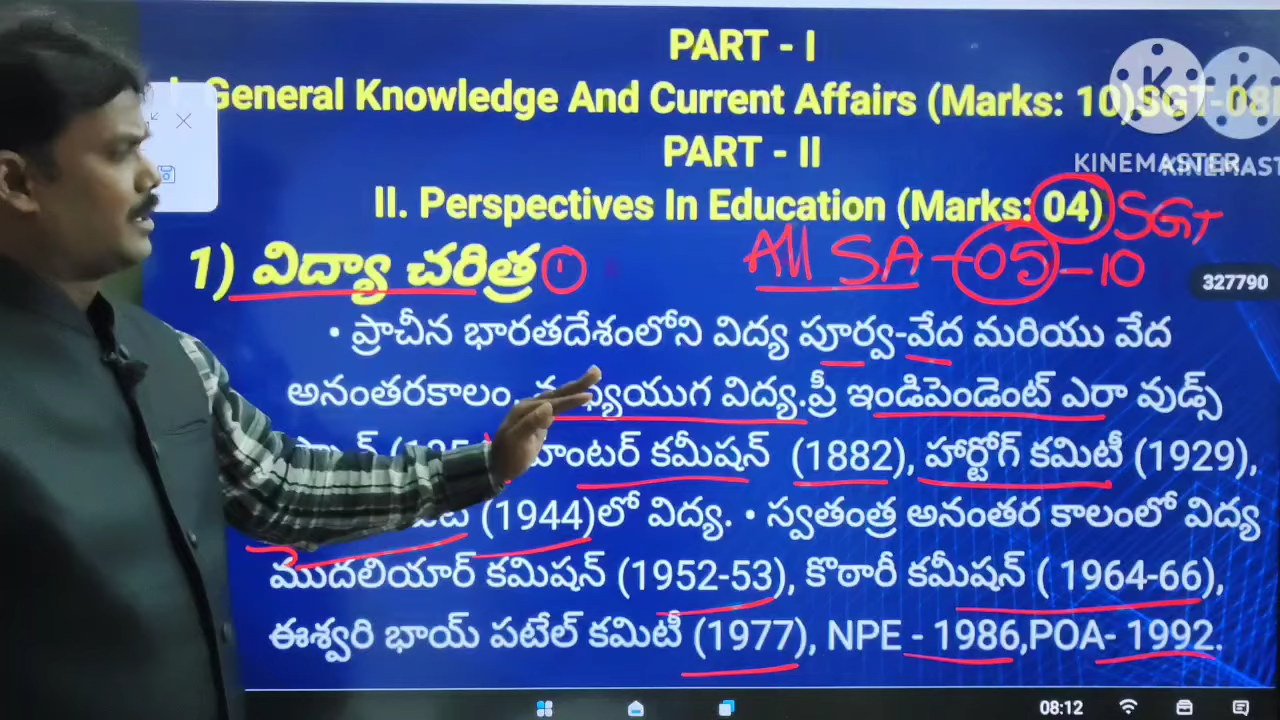 PART - I
I. General Knowledge And Current Affairs (Marks: 10)SGT-08
KINEMASTER
KINEMAST
PART - II
II. Perspectives In Education (Marks: 04) SGT
1) విద్యా చరిత్ర 1 All SA - 05 - 10
327790
• ప్రాచీన భారతదేశంలోని విద్య పూర్వ-వేద మరియు వేద
అనంతరకాలం. విద్య.ప్రీ ఇండిపెండెంట్ ఎరా వుడ్స్
హంటర్ కమీషన్ (1882), హార్టోగ్ కమిటీ (1929),
(1944)లో విద్య. • స్వతంత్ర అనంతర కాలంలో విద్య
ముదలియార్ కమిషన్ (1952-53), కొఠారీ కమీషన్ ( 1964-66),
ఈశ్వరి భాయ్ పటేల్ కమిటీ (1977), NPE - 1986,POA- 1992.
08:12